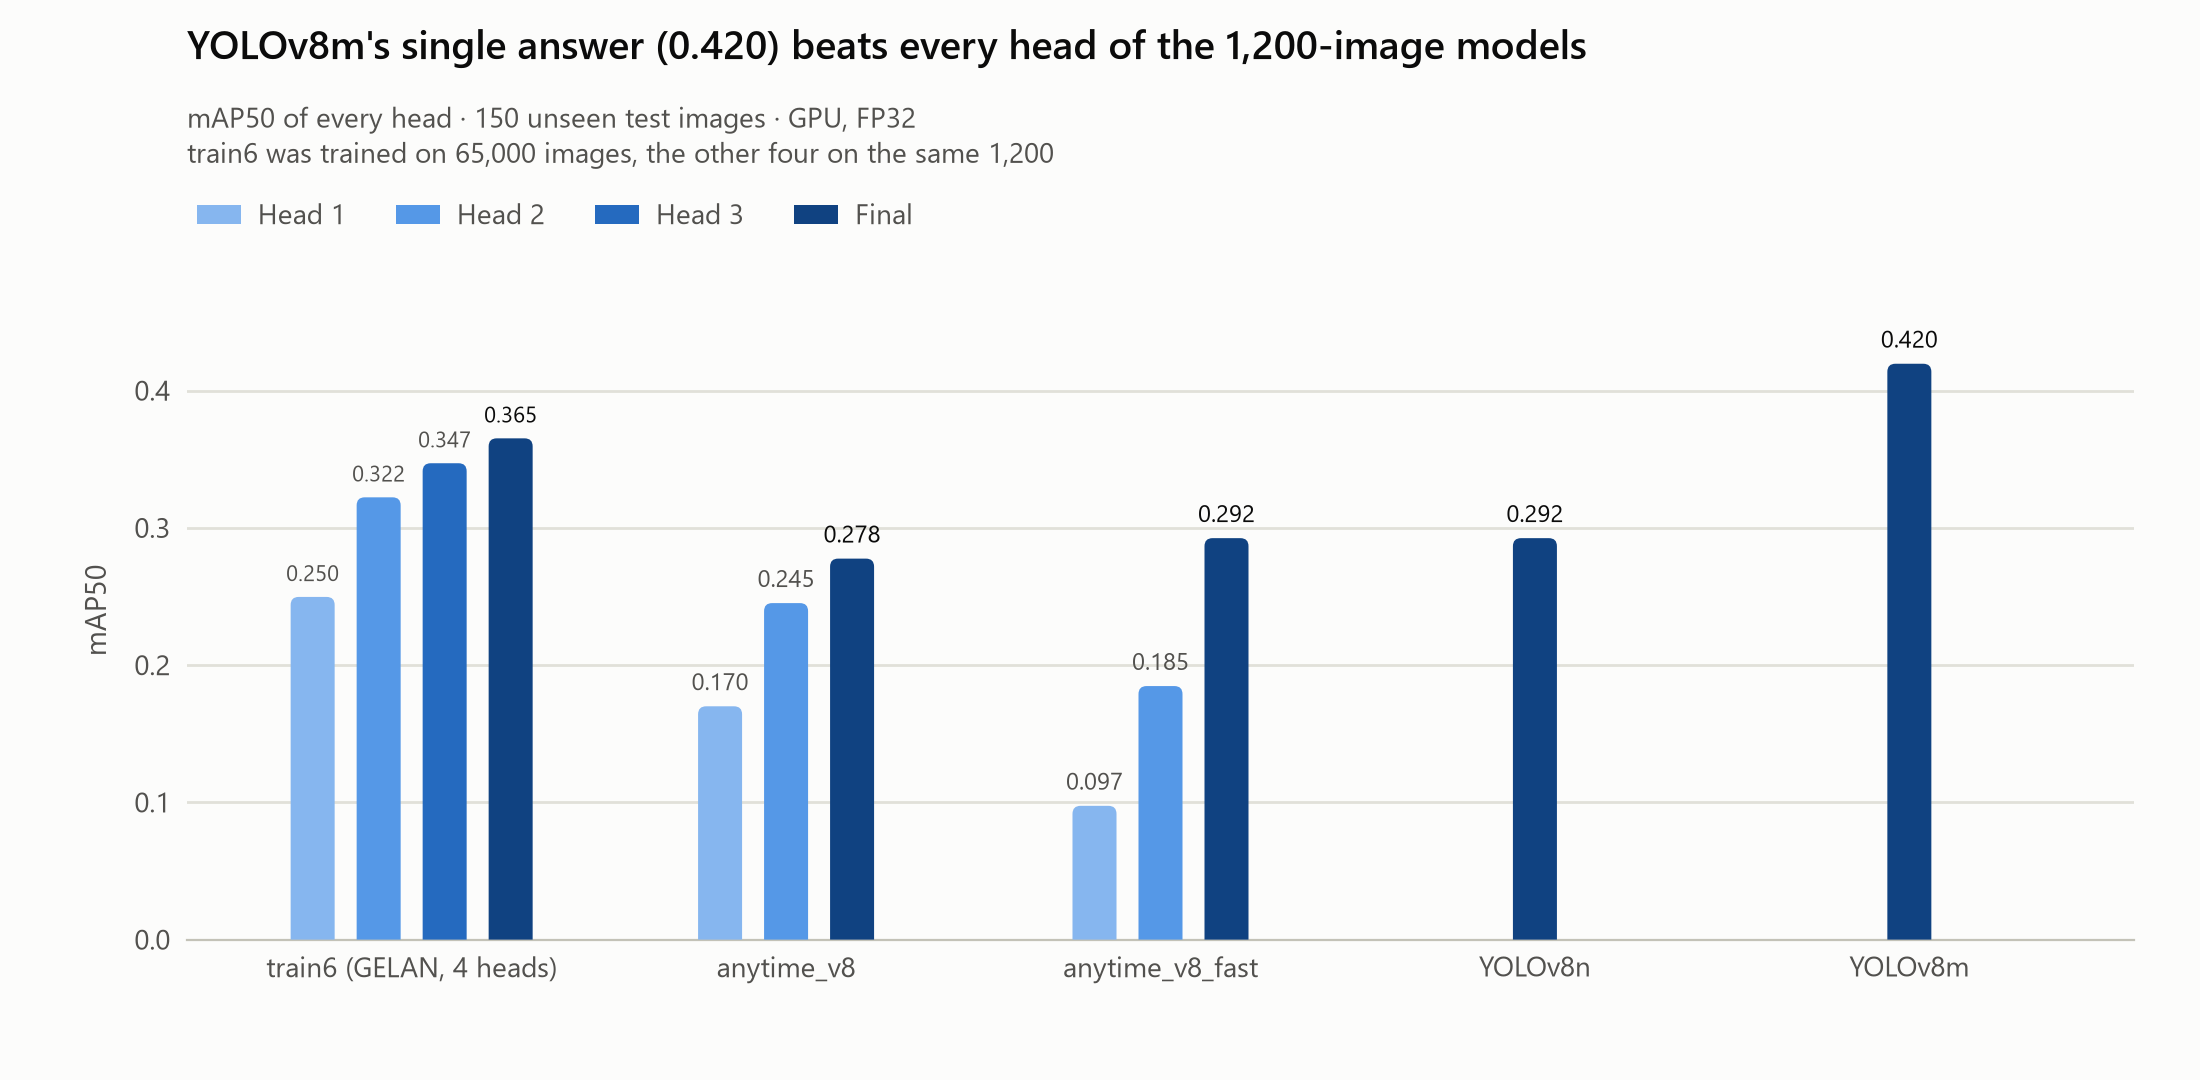 YOLOv8m's single answer (0.420) beats every head of the 1,200-image models
mAP50 of every head · 150 unseen test images · GPU, FP32
train6 was trained on 65,000 images, the other four on the same 1,200
Head 1 Head 2 Head 3 Final
0.420
0.4
0.365
0.347
0.322
0.3
0.292 0.292
0.278
0.250
0.245
mAP50
0.2
0.185
0.170
0.1
0.097
0.0
train6 (GELAN, 4 heads) anytime_v8 anytime_v8_fast YOLOv8n YOLOv8m